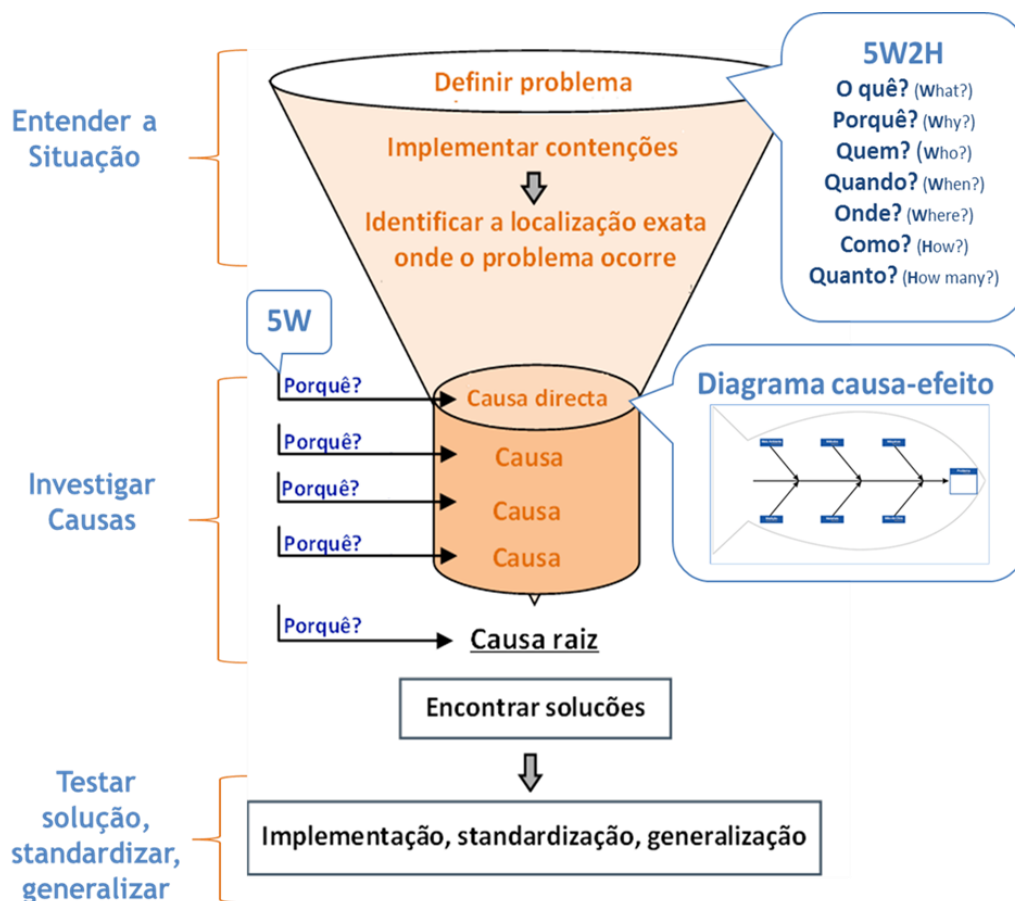 Entender a
Situação
Definir problema
Implementar contenções
Identificar a localização exata
onde o problema ocorre
5W2H
O quê? (What?)
Porquê? (Why?)
Quem? (Who?)
Quando? (When?)
Onde? (Where?)
Como? (How?)
Quanto? (How many?)
5W
Investigar
Causas
Porquê?
Causa directa
Porquê?
Causa
Porquê?
Causa
Porquê?
Causa
Porquê?
Causa raiz
Diagrama causa-efeito
Encontrar solucões
Testar
solução,
standardizar,
generalizar
Implementação, standardização, generalização